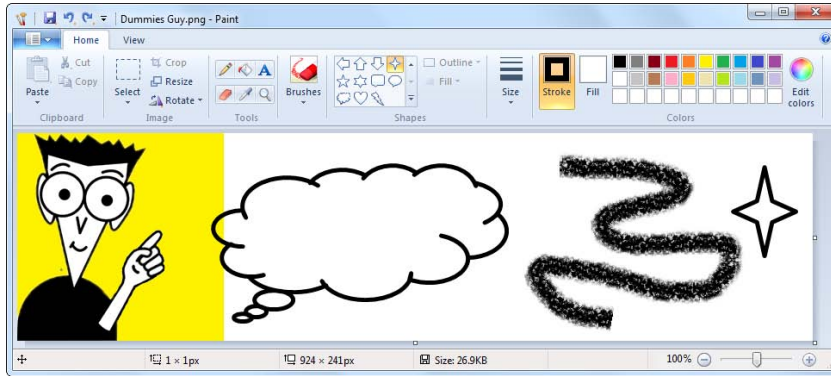 Dummies Guy.png - Paint
Home View
Cut
Copy
Paste
Clipboard
Crop
Resize
Rotate
Select
Image
A
Tools
Brushes
Outline
Fill
Shapes
Size
Stroke
Fill
Edit colors
Colors
1 × 1px
924 × 241px
Size: 26.9KB
100%